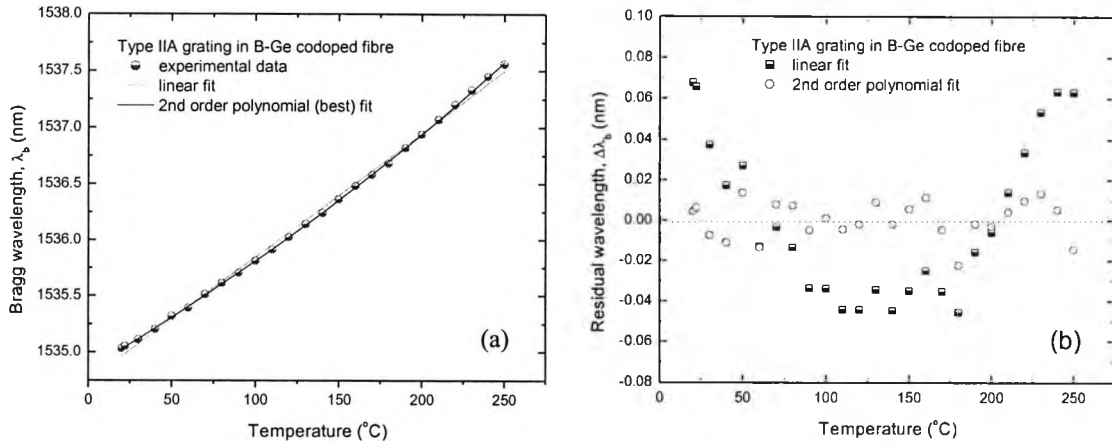 1538.0
1537.5
1537.0
1536.5
1536.0
1535.5
1535.0
Bragg wavelength, λb (nm)
Type IIA grating in B-Ge codoped fibre
experimental data
linear fit
2nd order polynomial (best) fit
(a)
0 50 100 150 200 250
Temperature (°C)
0.10
0.08
0.06
0.04
0.02
0.00
-0.02
-0.04
-0.06
-0.08
Residual wavelength, ΔλB (nm)
Type IIA grating in B-Ge codoped fibre
linear fit
2nd order polynomial fit
(b)
0 50 100 150 200 250
Temperature (°C)